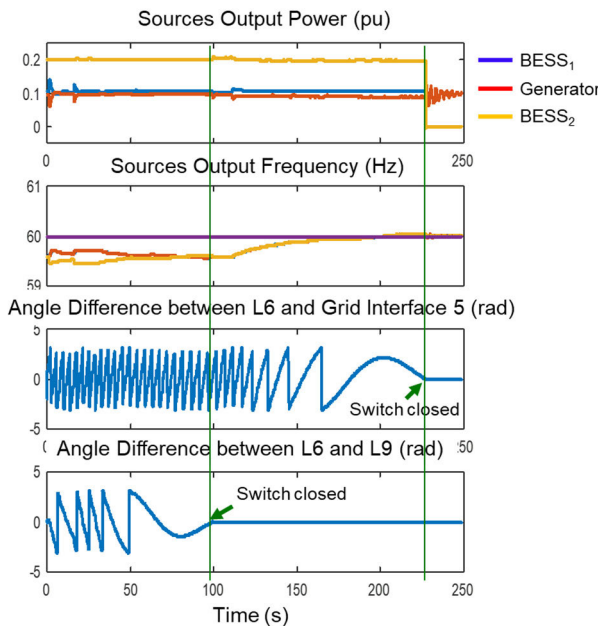 Sources Output Power (pu)
0.2
0.1
0
0
50
100
150
200
250
BESS1
Generator
BESS2
Sources Output Frequency (Hz)
61
60
59
Angle Difference between L6 and Grid Interface 5 (rad)
5
0
-5
Switch closed
250
Angle Difference between L6 and L9 (rad)
5
0
-5
Switch closed
0
50
100
150
200
250
Time (s)